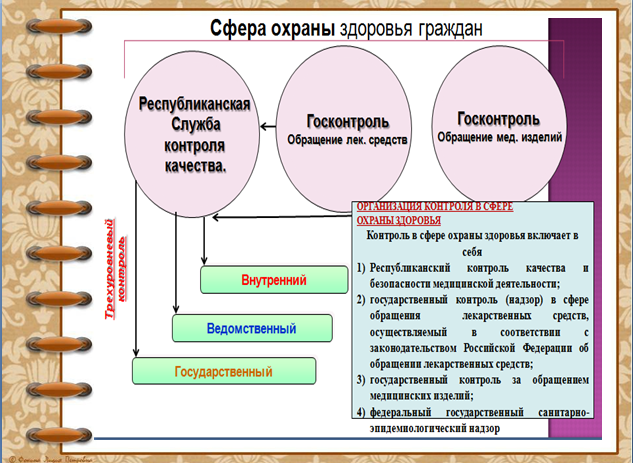 Сфера охраны здоровья граждан
Республиканская
Служба
контроля
качества.
Госконтроль
Обращение лек. средств
Госконтроль
Обращение мед. изделий
Трехуровневый
контроль
Внутренний
Ведомственный
Государственный
ОРГАНИЗАЦИЯ КОНТРОЛЯ В СФЕРЕ
ОХРАНЫ ЗДОРОВЬЯ
Контроль в сфере охраны здоровья включает в
себя
1) Республиканский контроль качества и
безопасности медицинской деятельности;
2) государственный контроль (надзор) в сфере
обращения лекарственных средств,
осуществляемый в соответствии с
законодательством Российской Федерации об
обращении лекарственных средств;
3) государственный контроль за обращением
медицинских изделий;
4) федеральный государственный санитарно-
эпидемиологический надзор